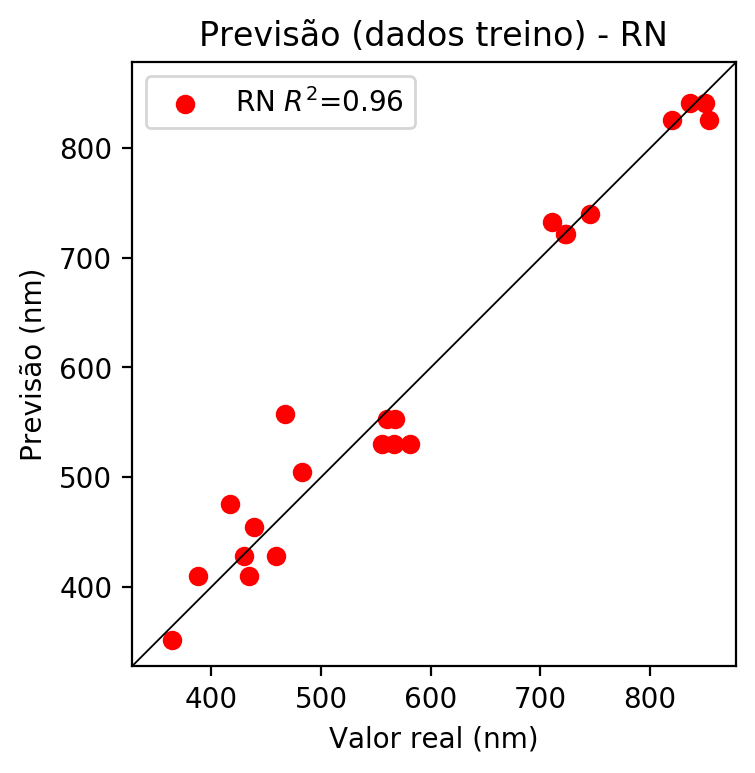 Previsão (dados treino) - RN
RN R²=0.96
Previsão (nm)
800
700
600
500
400
400 500 600 700 800
Valor real (nm)